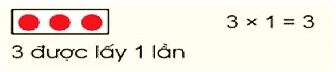 3 × 1 = 3
3 được lấy 1 lần